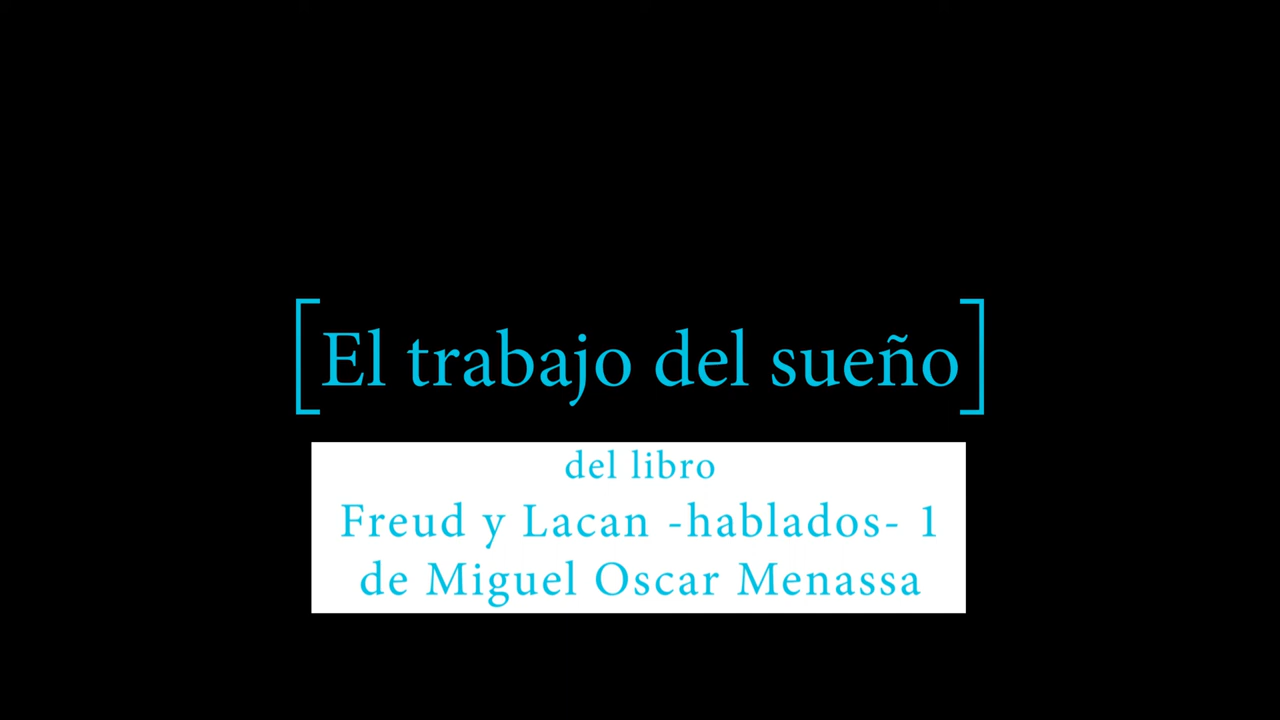 [El trabajo del sueño]
del libro
Freud y Lacan -hablados- 1
de Miguel Oscar Menassa